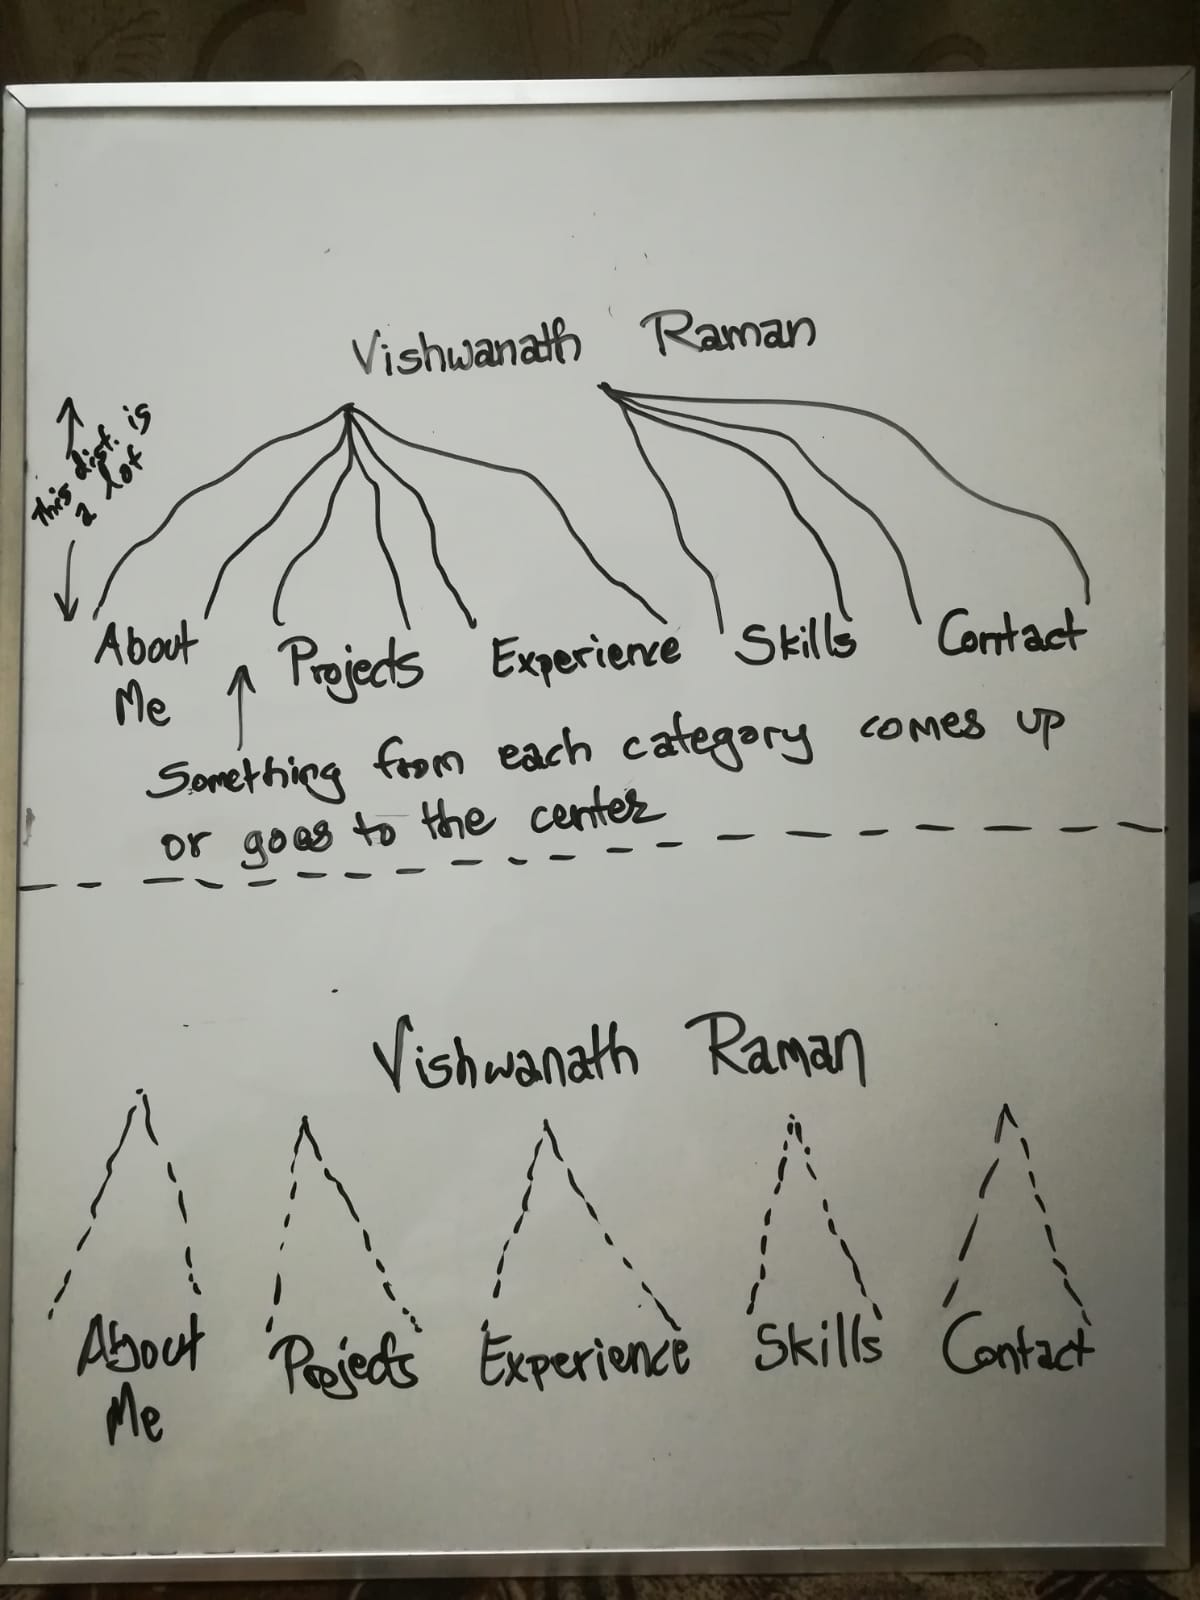 Vishwanath Raman
This dist. is
a lot
About Projects Experience Skills Contact
Me
Something from each category comes up
or goes to the center
Vishwanath Raman
About Projects Experience Skills Contact
Me